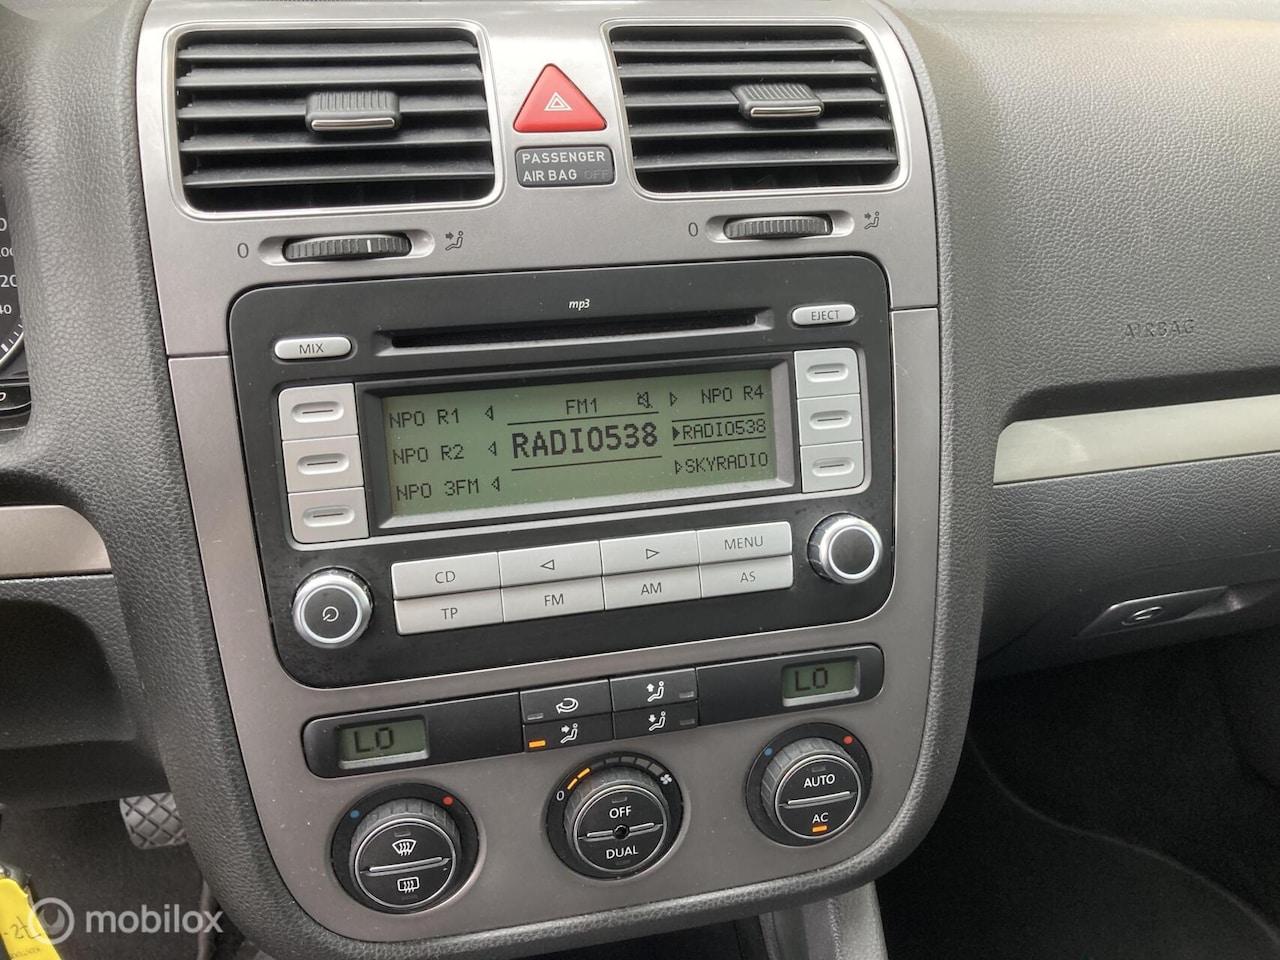 PASSENGER
AIR BAG OFF
0
0
mp3
MIX
EJECT
AIRBAG
NPO R1
FM1
NPO R4
NPO R2
RADIO538
RADIO538
NPO 3FM
SKYRADIO
CD
MENU
TP
FM
AM
AS
LO
LO
0
OFF
DUAL
AUTO
AC
mobilox